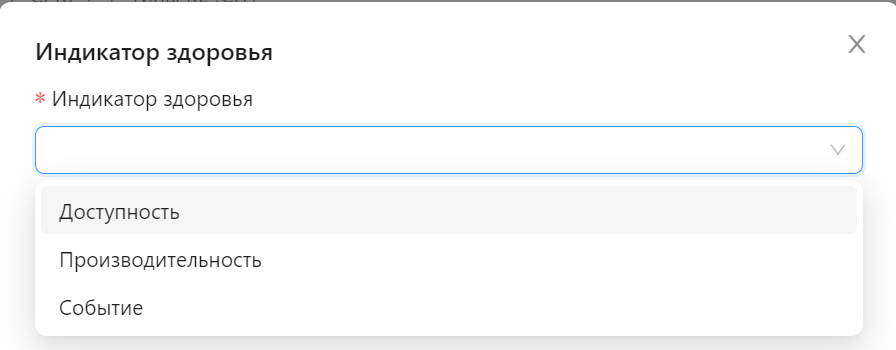 Индикатор здоровья
* Индикатор здоровья
Доступность
Производительность
Событие